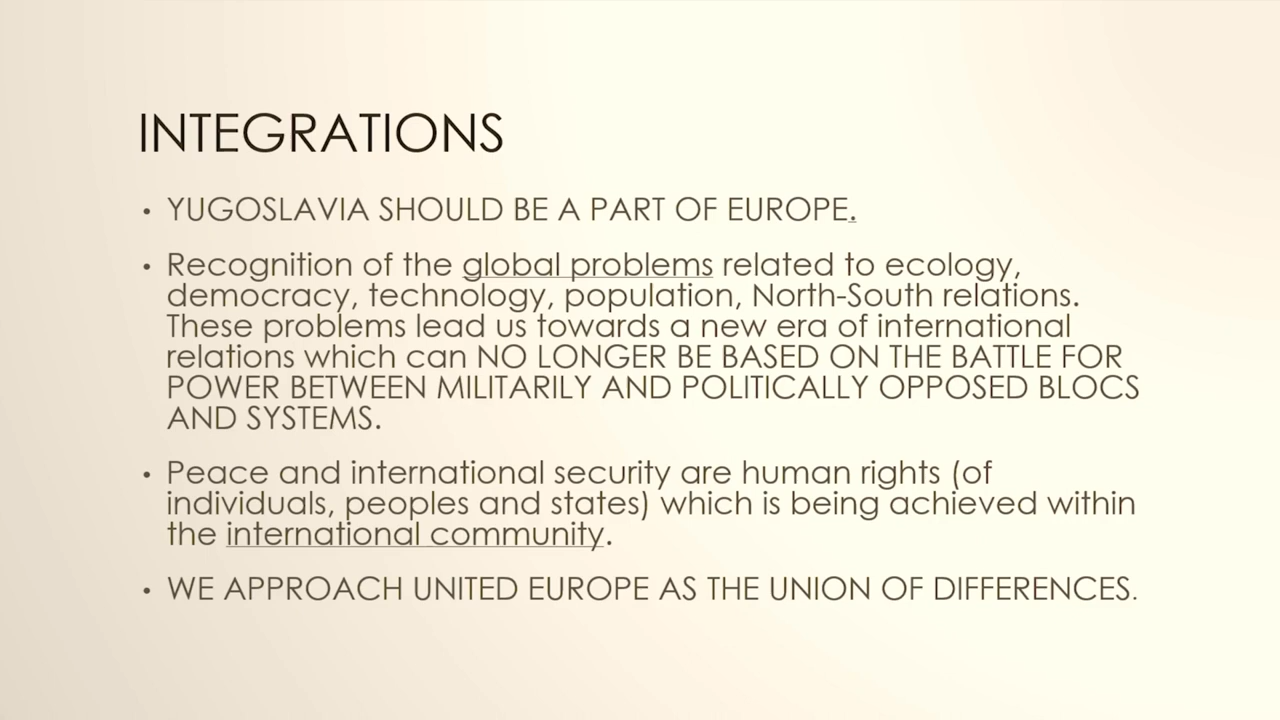 INTEGRATIONS
• YUGOSLAVIA SHOULD BE A PART OF EUROPE.
• Recognition of the global problems related to ecology,
democracy, technology, population, North-South relations.
These problems lead us towards a new era of international
relations which can NO LONGER BE BASED ON THE BATTLE FOR
POWER BETWEEN MILITARILY AND POLITICALLY OPPOSED BLOCS
AND SYSTEMS.
• Peace and international security are human rights (of
individuals, peoples and states) which is being achieved within
the international community.
• WE APPROACH UNITED EUROPE AS THE UNION OF DIFFERENCES.